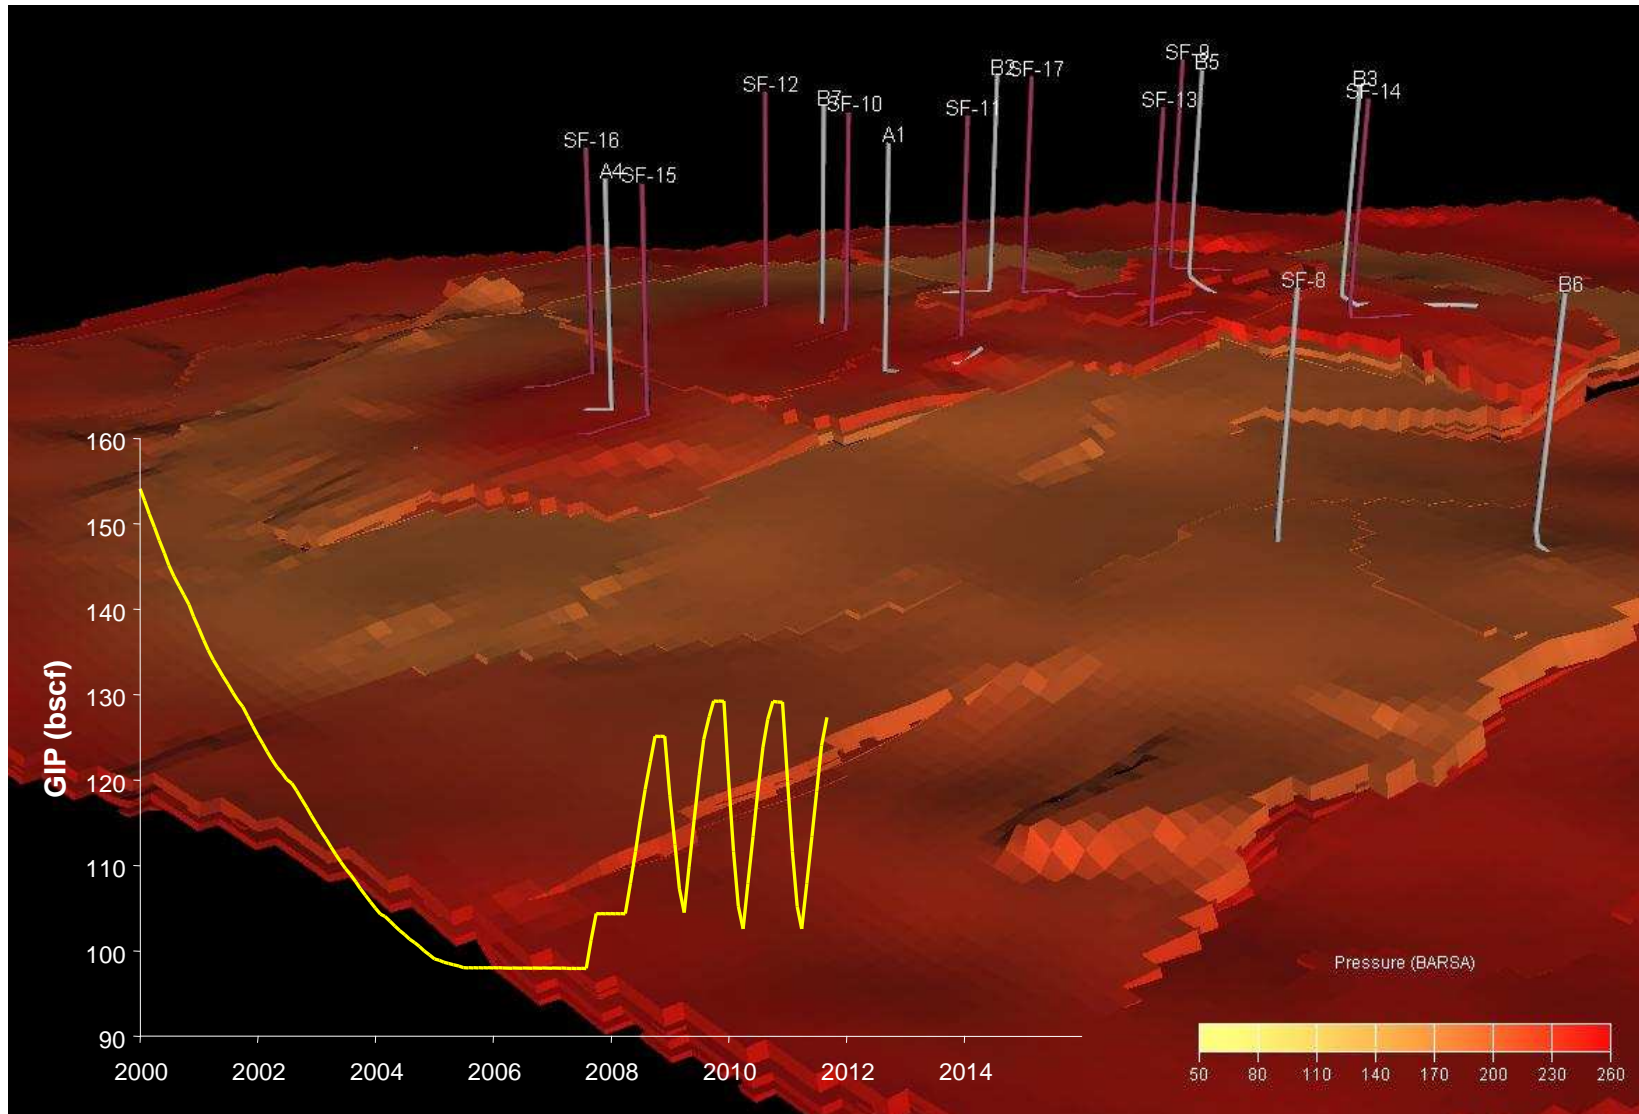 SF-9
B5
B2
SF-17
B3
SF-14
SF-12
B7
SF-10
SF-11
SF-13
A1
SF-16
A4
SF-15
SF-8
B6
160
150
140
130
120
110
100
90
GIP (bscf)
2000 2002 2004 2006 2008 2010 2012 2014
Pressure (BARSA)
50 80 110 140 170 200 230 260